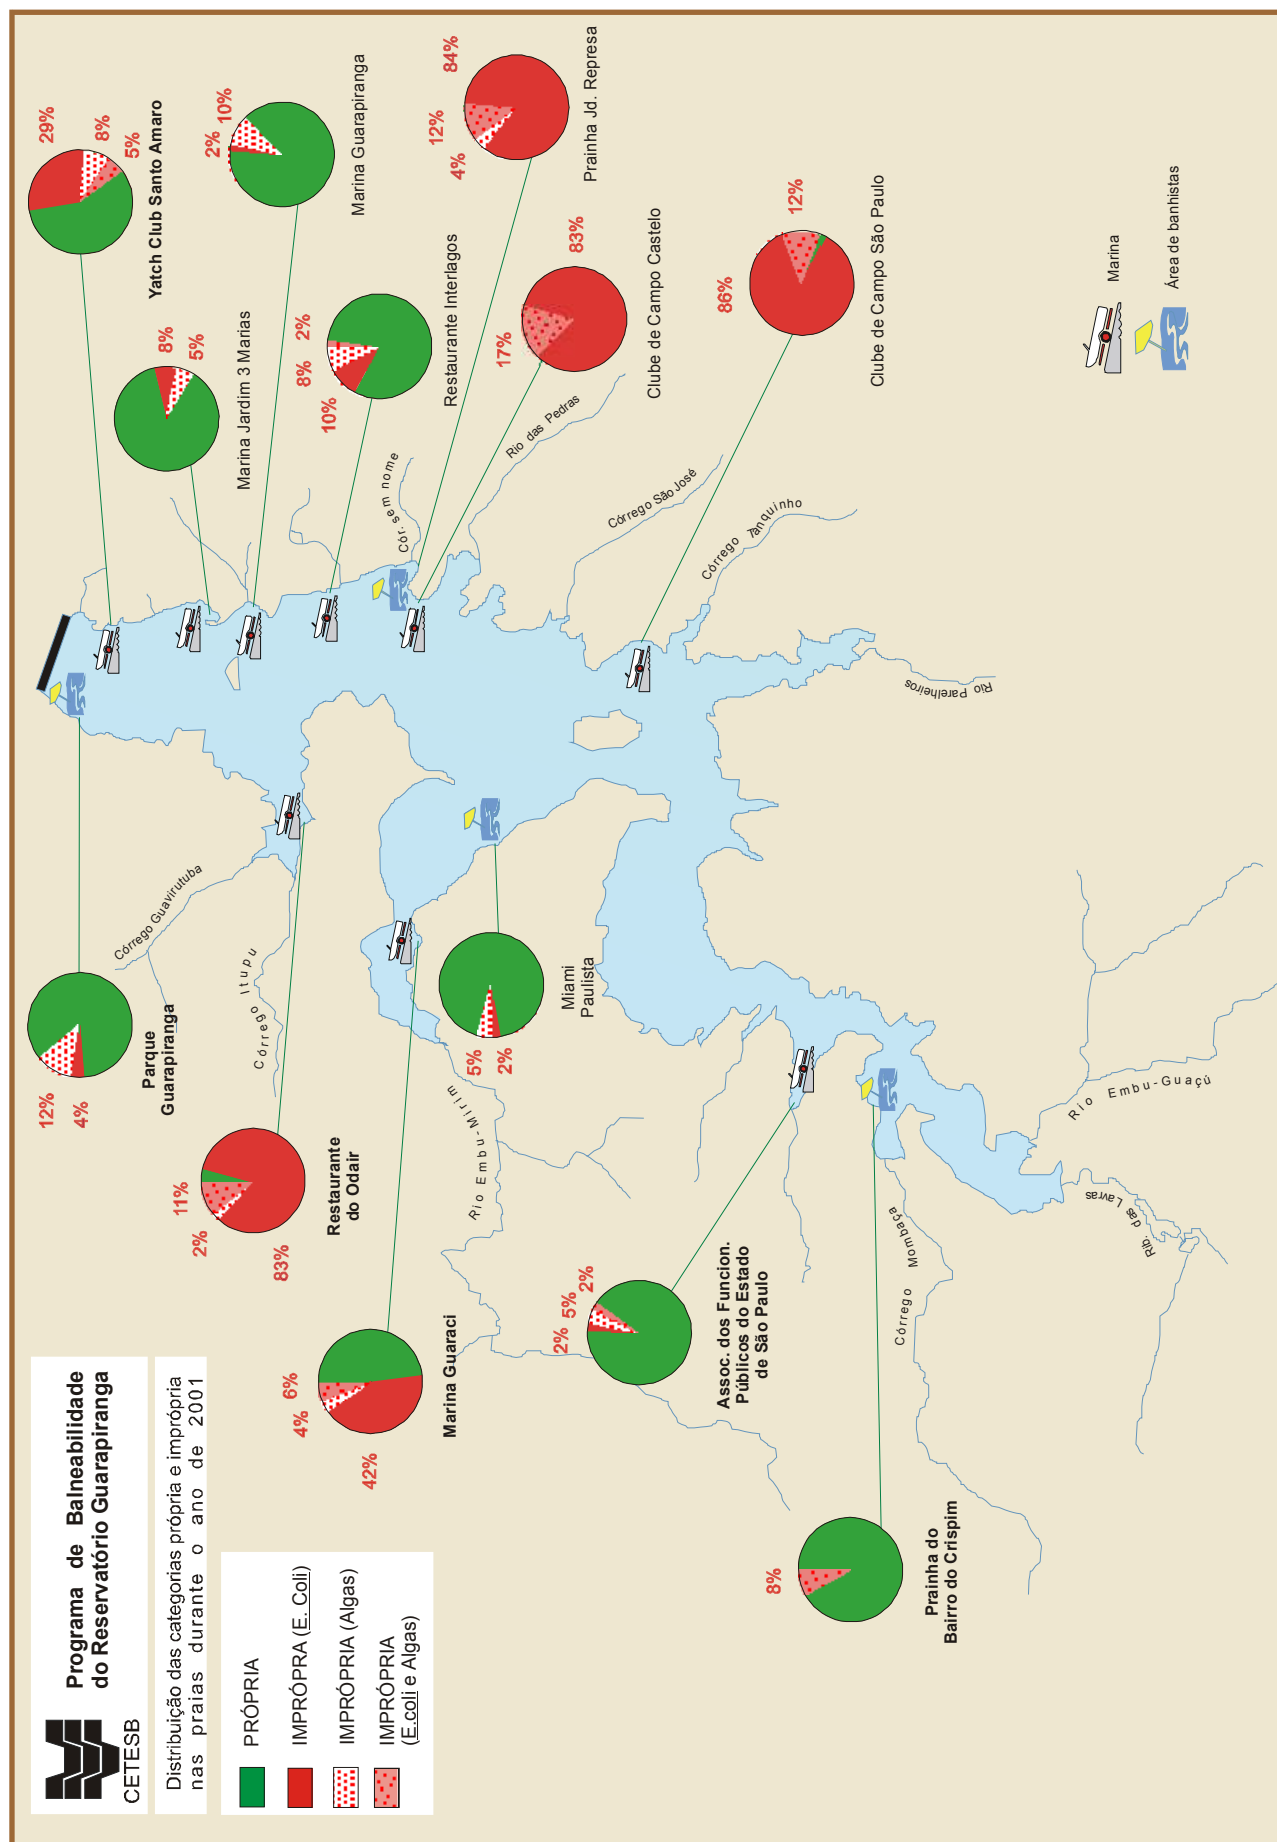 Programa de Balneabilidade
do Reservatório Guarapiranga
CETESB
Distribuição das categorias própria e imprópria
nas praias durante o ano de 2001
PRÓPRIA
IMPRÓPRA (E. Coli)
IMPRÓPRIA (Algas)
IMPRÓPRIA
(E.coli e Algas)
12%
4%
Parque
Guarapiranga
11%
2%
83%
Restaurante
do Odair
6%
4%
42%
Marina Guaraci
5%
2%
Miami
Paulista
2%
5%
2%
Assoc. dos Funcion.
Públicos do Estado
de São Paulo
8%
Prainha do
Bairro do Crispim
29%
8%
5%
Yatch Club Santo Amaro
8%
5%
Marina Jardim 3 Marias
2%
10%
Marina Guarapiranga
10%
8%
2%
Restaurante Interlagos
4%
12%
84%
Prainha Jd. Represa
17%
83%
Clube de Campo Castelo
86%
12%
Clube de Campo São Paulo
Córrego Guavirutuba
Córrego Itupu
Rio Embu-Mirim
Cór. sem nome
Rio das Pedras
Córrego São José
Córrego Tanquinho
Rio Parelheiros
Córrego Mombaça
Rio Embu-Guaçú
Rib. das Lavras
Marina
Área de banhistas